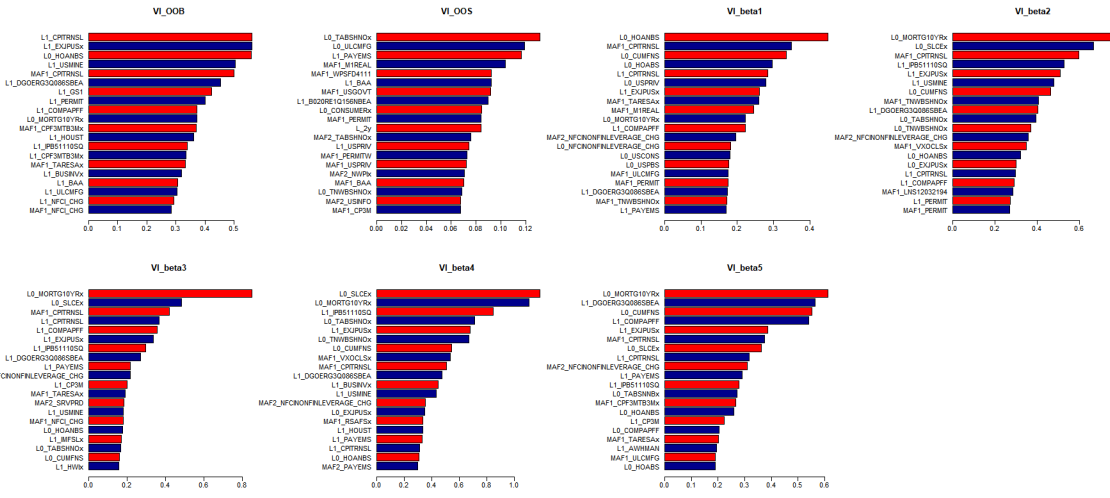 VI_OOB
L1_CPITRNSL
L1_EXJPUSx
L0_HOANBS
L1_USMINE
MAF1_CPITRNSL
L1_DGOERG3Q086SBEA
L1_GS1
L1_PERMIT
L1_COMPAPFF
L0_MORTG10YRx
MAF1_CPF3MTB3Mx
L1_HOUST
L1_IPB51110SQ
L1_CPF3MTB3Mx
MAF1_TARESAx
L1_BUSINVx
L1_BAA
L1_ULCMFG
L1_NFCI_CHG
MAF1_NFCI_CHG
0.0 0.1 0.2 0.3 0.4 0.5
VI_OOS
L0_TABSHNOx
L0_ULCMFG
L1_PAYEMS
MAF1_M1REAL
MAF1_WPSFD4111
L1_BAA
MAF1_USGOVT
L1_B020RE1Q156NBEA
L0_CONSUMERx
MAF1_PERMIT
L_2y
MAF2_TABSHNOx
L1_USPRIV
MAF1_PERMITW
MAF1_USPRIV
MAF2_NWPIx
MAF1_BAA
L0_TNWBSHNOx
MAF2_USINFO
MAF1_CP3M
0.00 0.02 0.04 0.06 0.08 0.10 0.12
VI_beta1
L0_HOANBS
MAF1_CPITRNSL
L0_CUMFNS
L0_HOABS
L1_CPITRNSL
L0_USPRIV
L1_EXJPUSx
MAF1_TARESAx
MAF1_M1REAL
L0_MORTG10YRx
L1_COMPAPFF
MAF2_NFCINONFINLEVERAGE_CHG
L0_NFCINONFINLEVERAGE_CHG
L0_USCONS
L0_USPBS
MAF1_ULCMFG
MAF1_PERMIT
L1_DGOERG3Q086SBEA
MAF1_TNWBSHNOx
L1_PAYEMS
0.0 0.1 0.2 0.3 0.4
VI_beta2
L0_MORTG10YRx
L0_SLCEx
MAF1_CPITRNSL
L1_IPB51110SQ
L1_EXJPUSx
L1_USMINE
L0_CUMFNS
MAF1_TNWBSHNOx
L1_DGOERG3Q086SBEA
L0_TABSHNOx
L0_TNWBSHNOx
MAF2_NFCINONFINLEVERAGE_CHG
MAF1_VXOCLSx
L0_HOANBS
L0_EXJPUSx
L1_CPITRNSL
L1_COMPAPFF
MAF1_LNS12032194
L1_PERMIT
MAF1_PERMIT
0.0 0.2 0.4 0.6
VI_beta3
L0_MORTG10YRx
L0_SLCEx
MAF1_CPITRNSL
L1_CPITRNSL
L1_COMPAPFF
L1_EXJPUSx
L1_IPB51110SQ
L1_DGOERG3Q086SBEA
L1_PAYEMS
CINONFINLEVERAGE_CHG
L1_CP3M
MAF1_TARESAx
MAF2_SRVPRD
L1_USMINE
MAF1_NFCI_CHG
L0_HOANBS
L1_IMFSLx
L0_TABSHNOx
L0_CUMFNS
L1_HWIx
0.0 0.2 0.4 0.6 0.8
VI_beta4
L0_SLCEx
L0_MORTG10YRx
L1_IPB51110SQ
L0_TABSHNOx
L1_EXJPUSx
L0_TNWBSHNOx
L0_CUMFNS
MAF1_VXOCLSx
MAF1_CPITRNSL
L1_DGOERG3Q086SBEA
L1_BUSINVx
L1_USMINE
MAF2_NFCINONFINLEVERAGE_CHG
L0_EXJPUSx
MAF1_RSAFSx
L1_HOUST
L1_PAYEMS
L1_CPITRNSL
L0_HOANBS
MAF2_PAYEMS
0.0 0.2 0.4 0.6 0.8 1.0
VI_beta5
L0_MORTG10YRx
L1_DGOERG3Q086SBEA
L0_CUMFNS
L1_COMPAPFF
L1_EXJPUSx
MAF1_CPITRNSL
L0_SLCEx
L1_CPITRNSL
MAF2_NFCINONFINLEVERAGE_CHG
L1_PAYEMS
L1_IPB51110SQ
L0_TABSNNBx
MAF1_CPF3MTB3Mx
L0_HOANBS
L1_CP3M
L0_COMPAPFF
MAF1_TARESAx
L1_AWHMAN
MAF1_ULCMFG
L0_HOABS
0.0 0.1 0.2 0.3 0.4 0.5 0.6